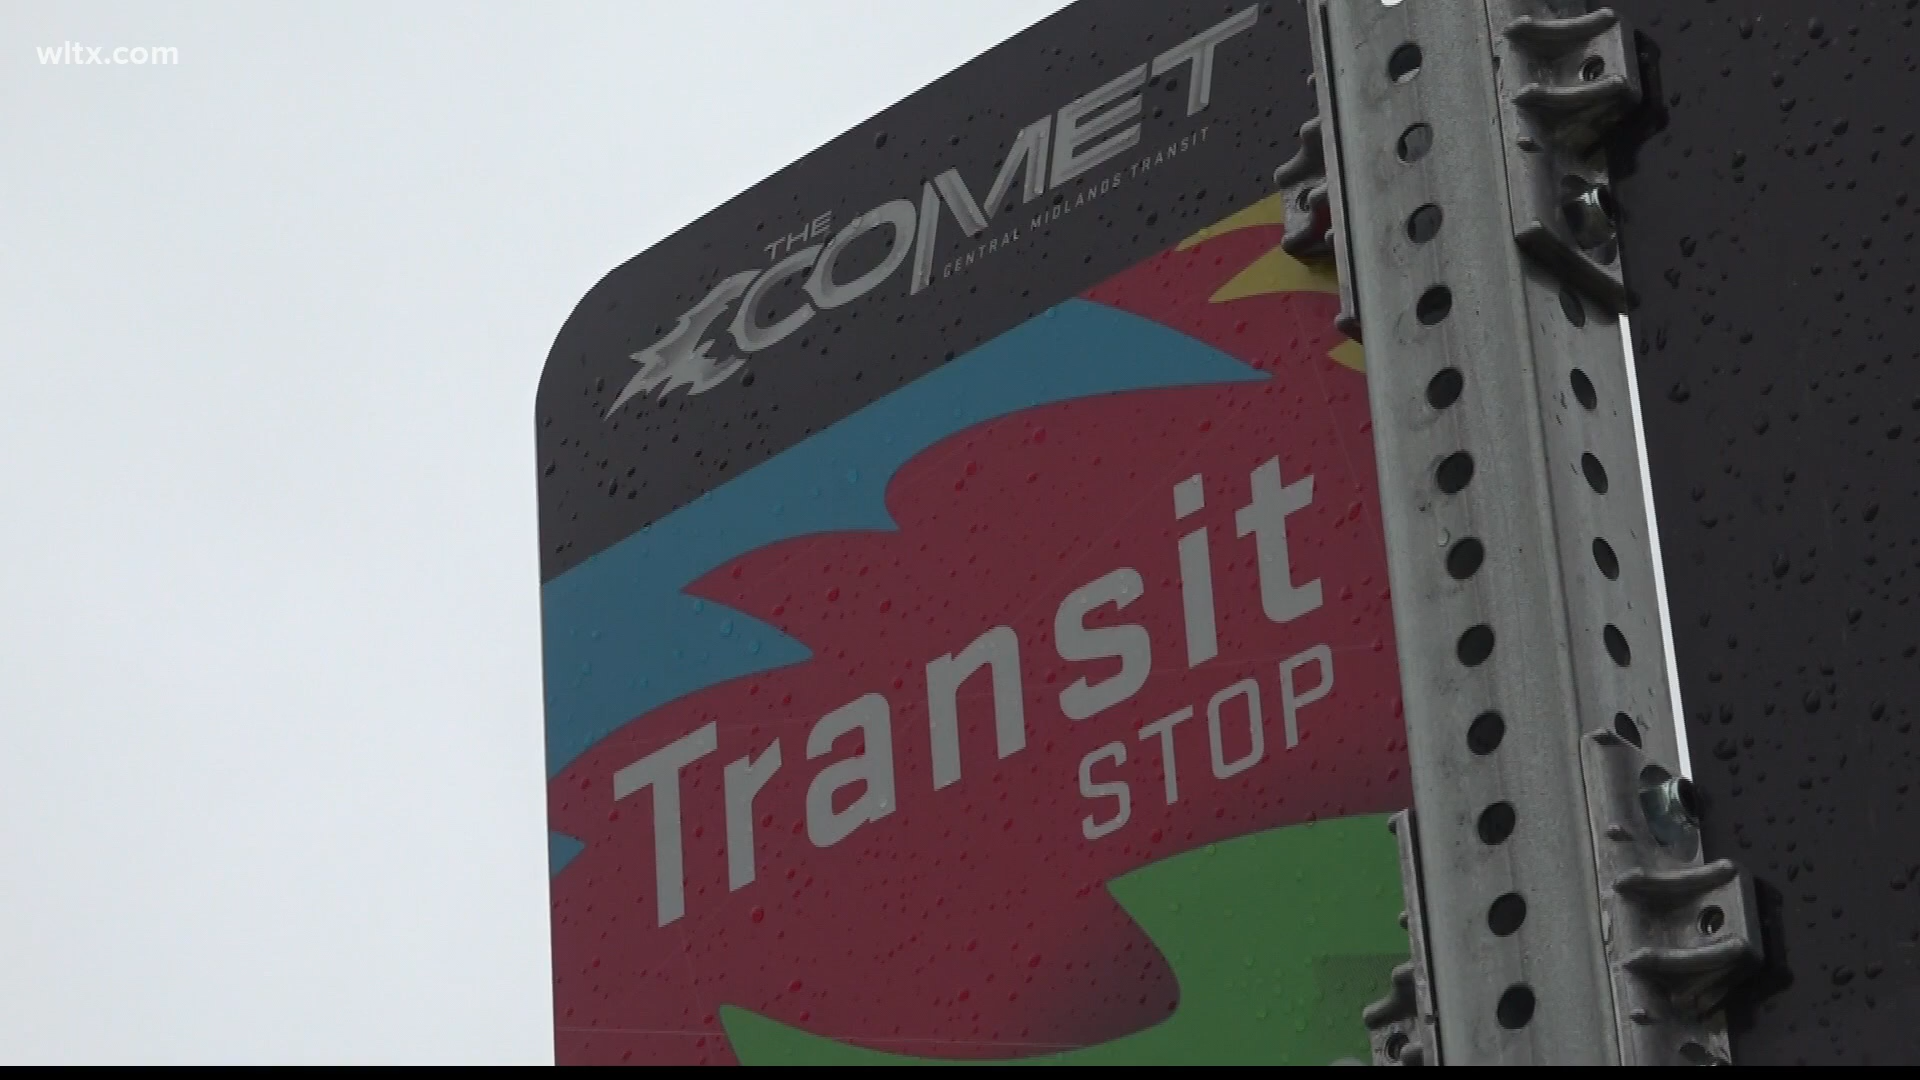 wltx.com
THE
COMET
CENTRAL MIDLANDS TRANSIT
Transit
STOP